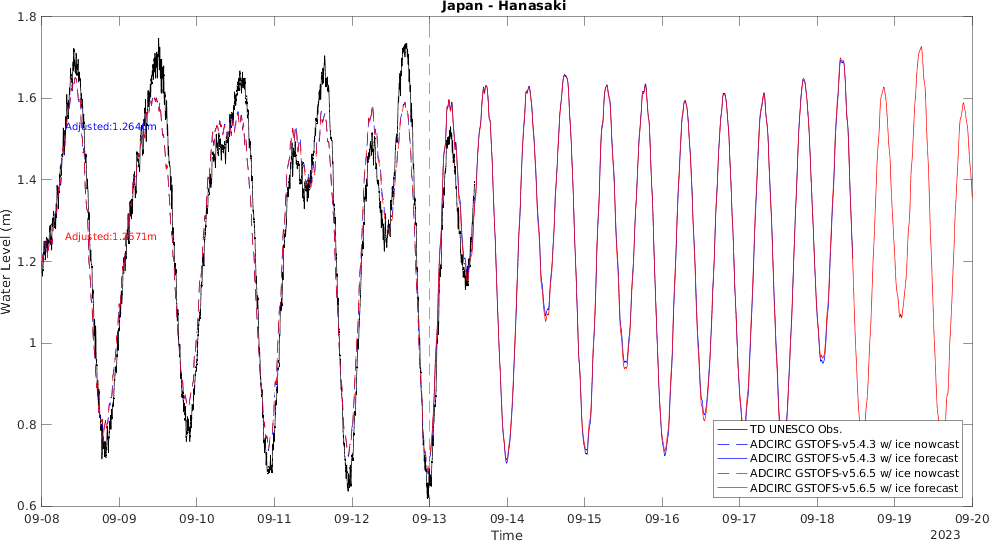 Japan - Hanasaki
1.8
1.6
1.4
1.2
1
0.8
0.6
Water Level (m)
Adjusted:1.2671m
TD UNESCO Obs.
ADCIRC GSTOFS-v5.4.3 w/ ice nowcast
ADCIRC GSTOFS-v5.4.3 w/ ice forecast
ADCIRC GSTOFS-v5.6.5 w/ ice nowcast
ADCIRC GSTOFS-v5.6.5 w/ ice forecast
09-08 09-09 09-10 09-11 09-12 09-13 09-14 09-15 09-16 09-17 09-18 09-19 09-20
Time
2023